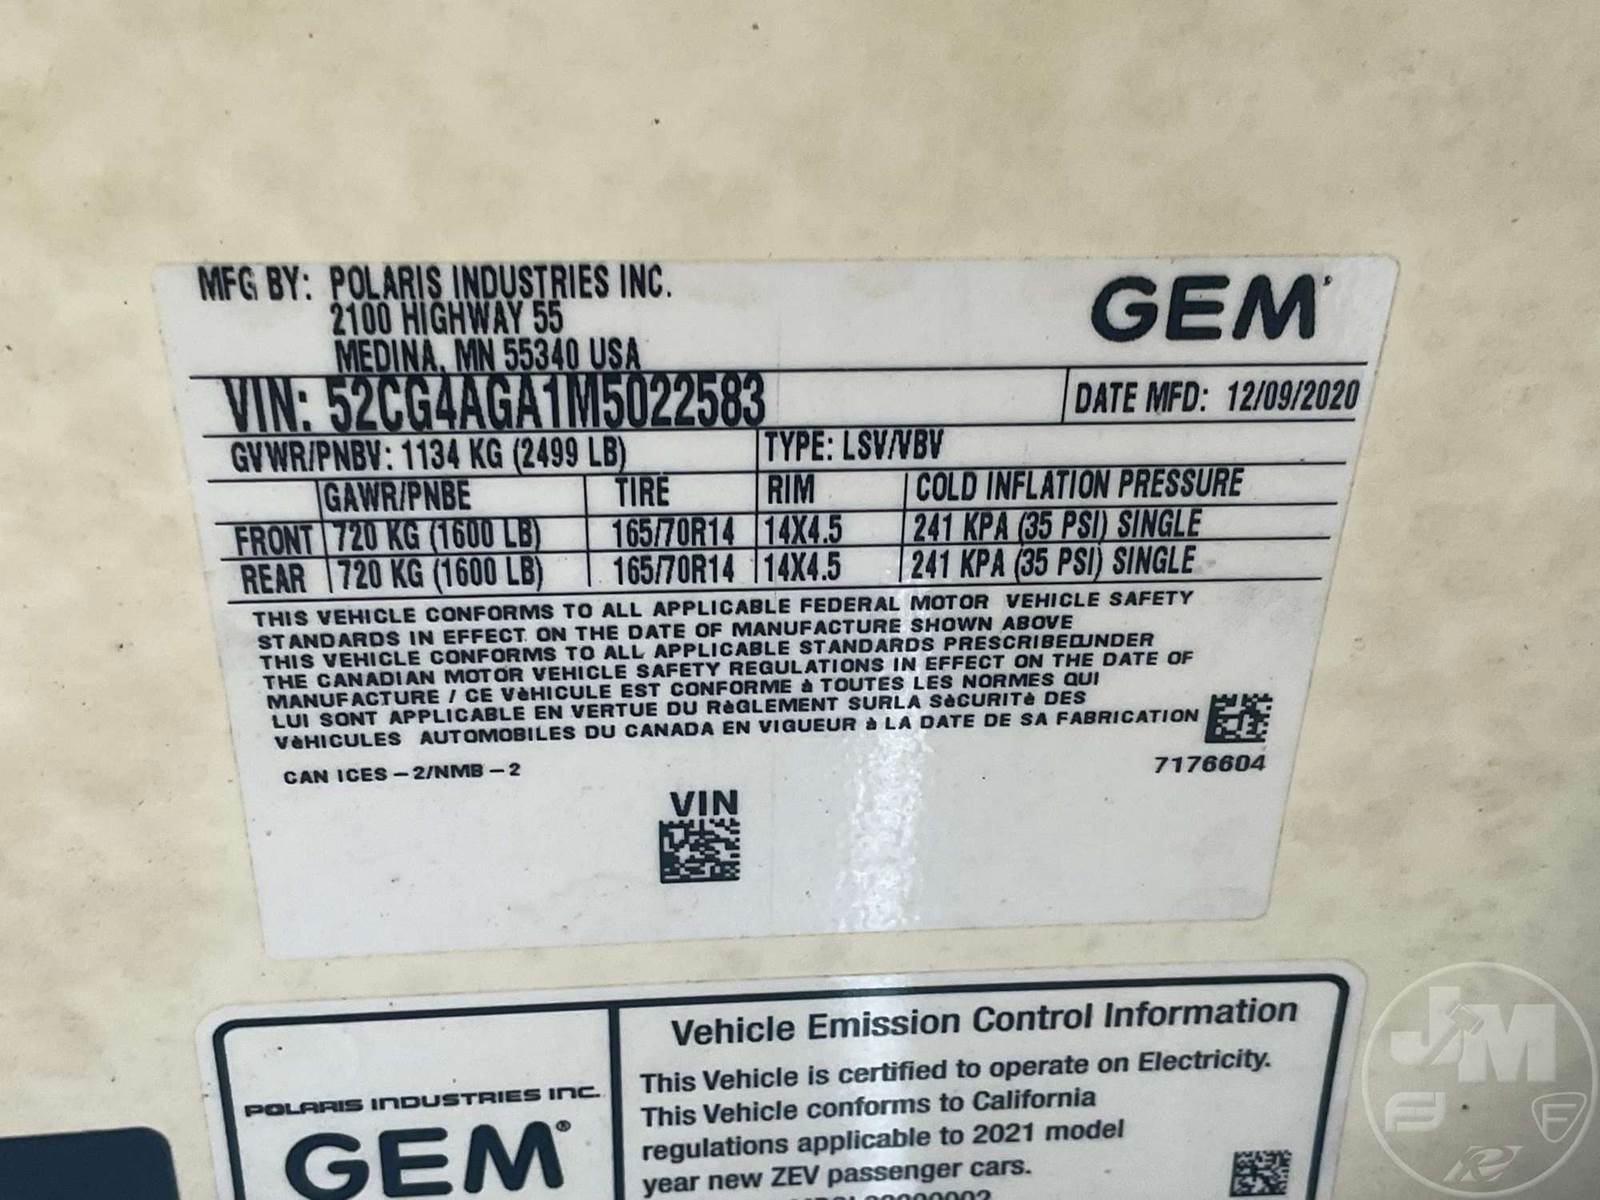 MFG BY: POLARIS INDUSTRIES INC.
2100 HIGHWAY 55
MEDINA, MN 55340 USA
GEM
VIN: 52CG4AGA1M5022583
DATE MFD: 12/09/2020
GVWR/PNBV: 1134 KG (2499 LB)
TYPE: LSV/VBV
GAWR/PNBE TIRE RIM COLD INFLATION PRESSURE
FRONT 720 KG (1600 LB) 165/70R14 14X4.5 241 KPA (35 PSI) SINGLE
REAR 720 KG (1600 LB) 165/70R14 14X4.5 241 KPA (35 PSI) SINGLE
THIS VEHICLE CONFORMS TO ALL APPLICABLE FEDERAL MOTOR VEHICLE SAFETY
STANDARDS IN EFFECT ON THE DATE OF MANUFACTURE SHOWN ABOVE
THIS VEHICLE CONFORMS TO ALL APPLICABLE STANDARDS PRESCRIBED UNDER
THE CANADIAN MOTOR VEHICLE SAFETY REGULATIONS IN EFFECT ON THE DATE OF
MANUFACTURE / CE VèHICULE EST CONFORME à TOUTES LES NORMES QUI
LUI SONT APPLICABLE EN VERTUE DU RèGLEMENT SURLA SèCURITè DES
VèHICULES AUTOMOBILES DU CANADA EN VIGUEUR à LA DATE DE SA FABRICATION
7176604
CAN ICES – 2/NMB – 2
VIN
POLARIS INDUSTRIES INC.
GEM®
Vehicle Emission Control Information
This Vehicle is certified to operate on Electricity.
This Vehicle conforms to California
regulations applicable to 2021 model
year new ZEV passenger cars.
JM
F